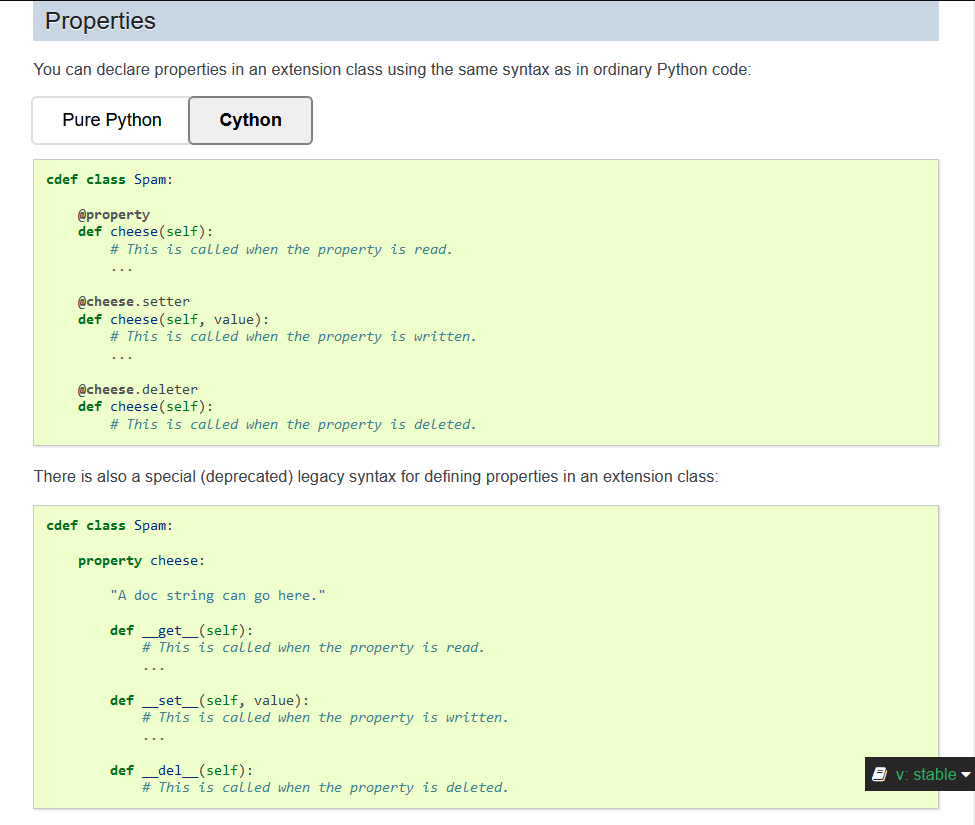 Properties
You can declare properties in an extension class using the same syntax as in ordinary Python code:
Pure Python
Cython
cdef class Spam:
    @property
    def cheese(self):
        # This is called when the property is read.
        ...
    @cheese.setter
    def cheese(self, value):
        # This is called when the property is written.
        ...
    @cheese.deleter
    def cheese(self):
        # This is called when the property is deleted.
There is also a special (deprecated) legacy syntax for defining properties in an extension class:
cdef class Spam:
    property cheese:
        "A doc string can go here."
        def __get__(self):
            # This is called when the property is read.
            ...
        def __set__(self, value):
            # This is called when the property is written.
            ...
        def __del__(self):
            # This is called when the property is deleted.
v: stable